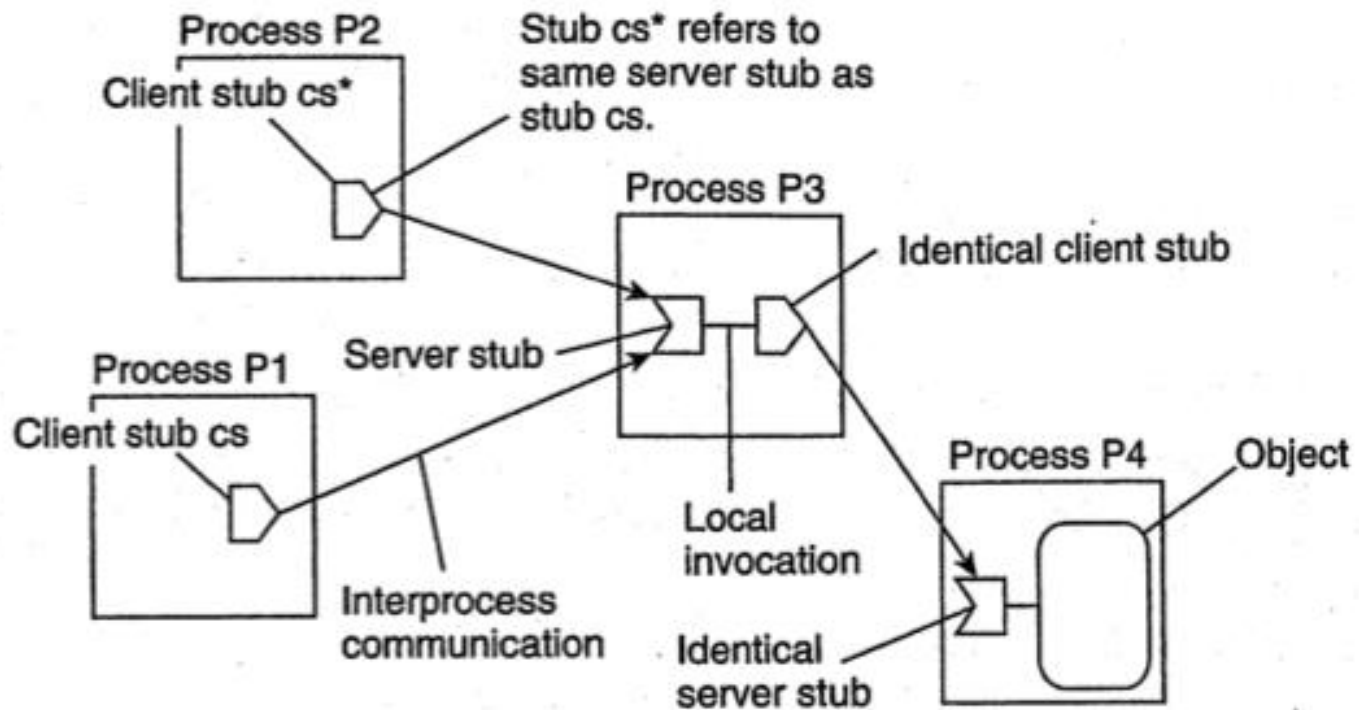 Process P2
Client stub cs*
Stub cs* refers to
same server stub as
stub cs.
Process P3
Identical client stub
Server stub
Process P1
Client stub cs
Interprocess
communication
Local
invocation
Process P4
Object
Identical
server stub